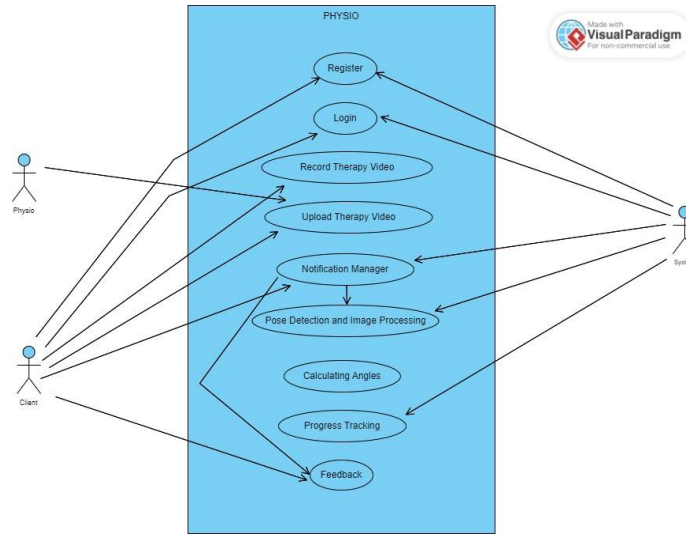 PHYSIO
Made with
Visual Paradigm
For non-commercial use
Register
Login
Record Therapy Video
Physio
Upload Therapy Video
Notification Manager
Syst
Pose Detection and Image Processing
Calculating Angles
Client
Progress Tracking
Feedback